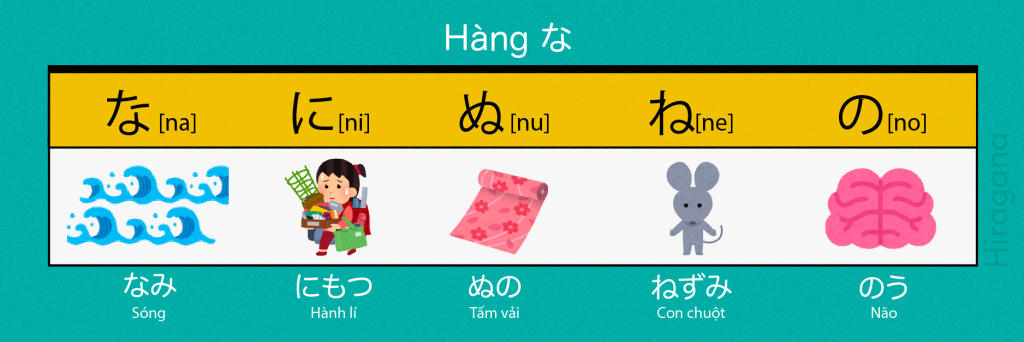 Hàng な
な [na] に [ni] ぬ [nu] ね [ne] の [no]
なみ にもつ ぬの ねずみ のう
Sóng Hành lí Tấm vải Con chuột Não
Hiragana